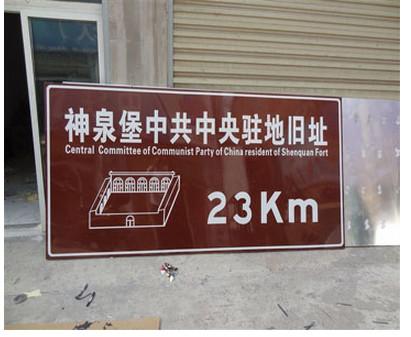 神泉堡中共中央驻地旧址
Central Committee of Communist Party of China resident of Shenquan Fort
23Km